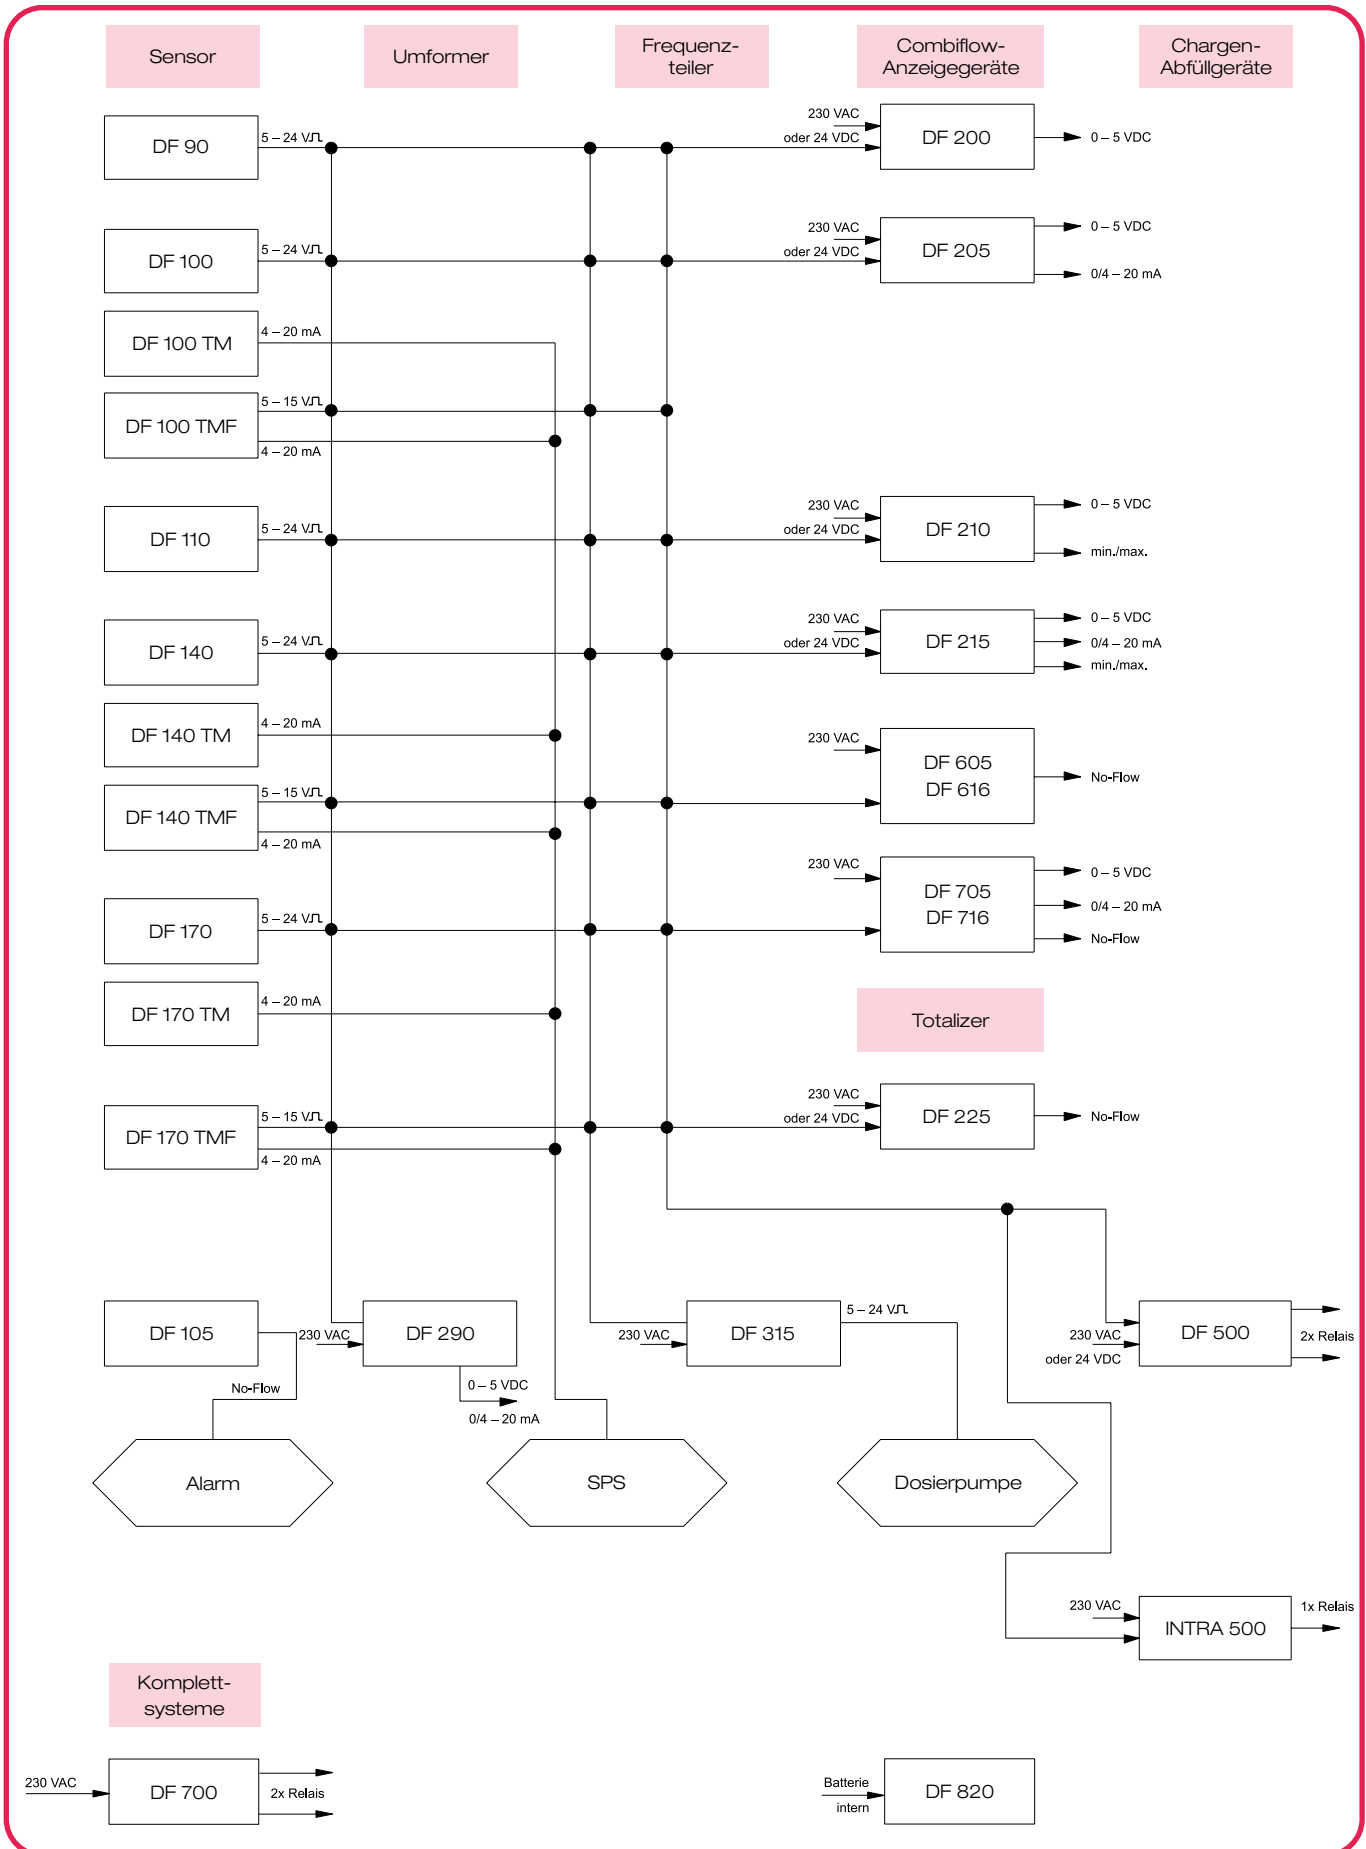 Sensor
Umformer
Frequenz-
teiler
Combiflow-
Anzeigegeräte
Chargen-
Abfüllgeräte
DF 90
5 – 24 V
230 VAC
oder 24 VDC
DF 200
0 – 5 VDC
DF 100
5 – 24 V
230 VAC
oder 24 VDC
DF 205
0 – 5 VDC
0/4 – 20 mA
DF 100 TM
4 – 20 mA
DF 100 TMF
5 – 15 V
4 – 20 mA
DF 110
5 – 24 V
230 VAC
oder 24 VDC
DF 210
0 – 5 VDC
min./max.
DF 140
5 – 24 V
230 VAC
oder 24 VDC
DF 215
0 – 5 VDC
0/4 – 20 mA
min./max.
DF 140 TM
4 – 20 mA
DF 140 TMF
5 – 15 V
4 – 20 mA
230 VAC
DF 605
DF 616
No-Flow
DF 170
5 – 24 V
230 VAC
DF 705
DF 716
0 – 5 VDC
0/4 – 20 mA
No-Flow
DF 170 TM
4 – 20 mA
Totalizer
DF 170 TMF
5 – 15 V
4 – 20 mA
230 VAC
oder 24 VDC
DF 225
No-Flow
DF 105
No-Flow
230 VAC
DF 290
0 – 5 VDC
0/4 – 20 mA
230 VAC
DF 315
5 – 24 V
230 VAC
oder 24 VDC
DF 500
2x Relais
Alarm
SPS
Dosierpumpe
230 VAC
INTRA 500
1x Relais
Komplett-
systeme
230 VAC
DF 700
2x Relais
Batterie
intern
DF 820